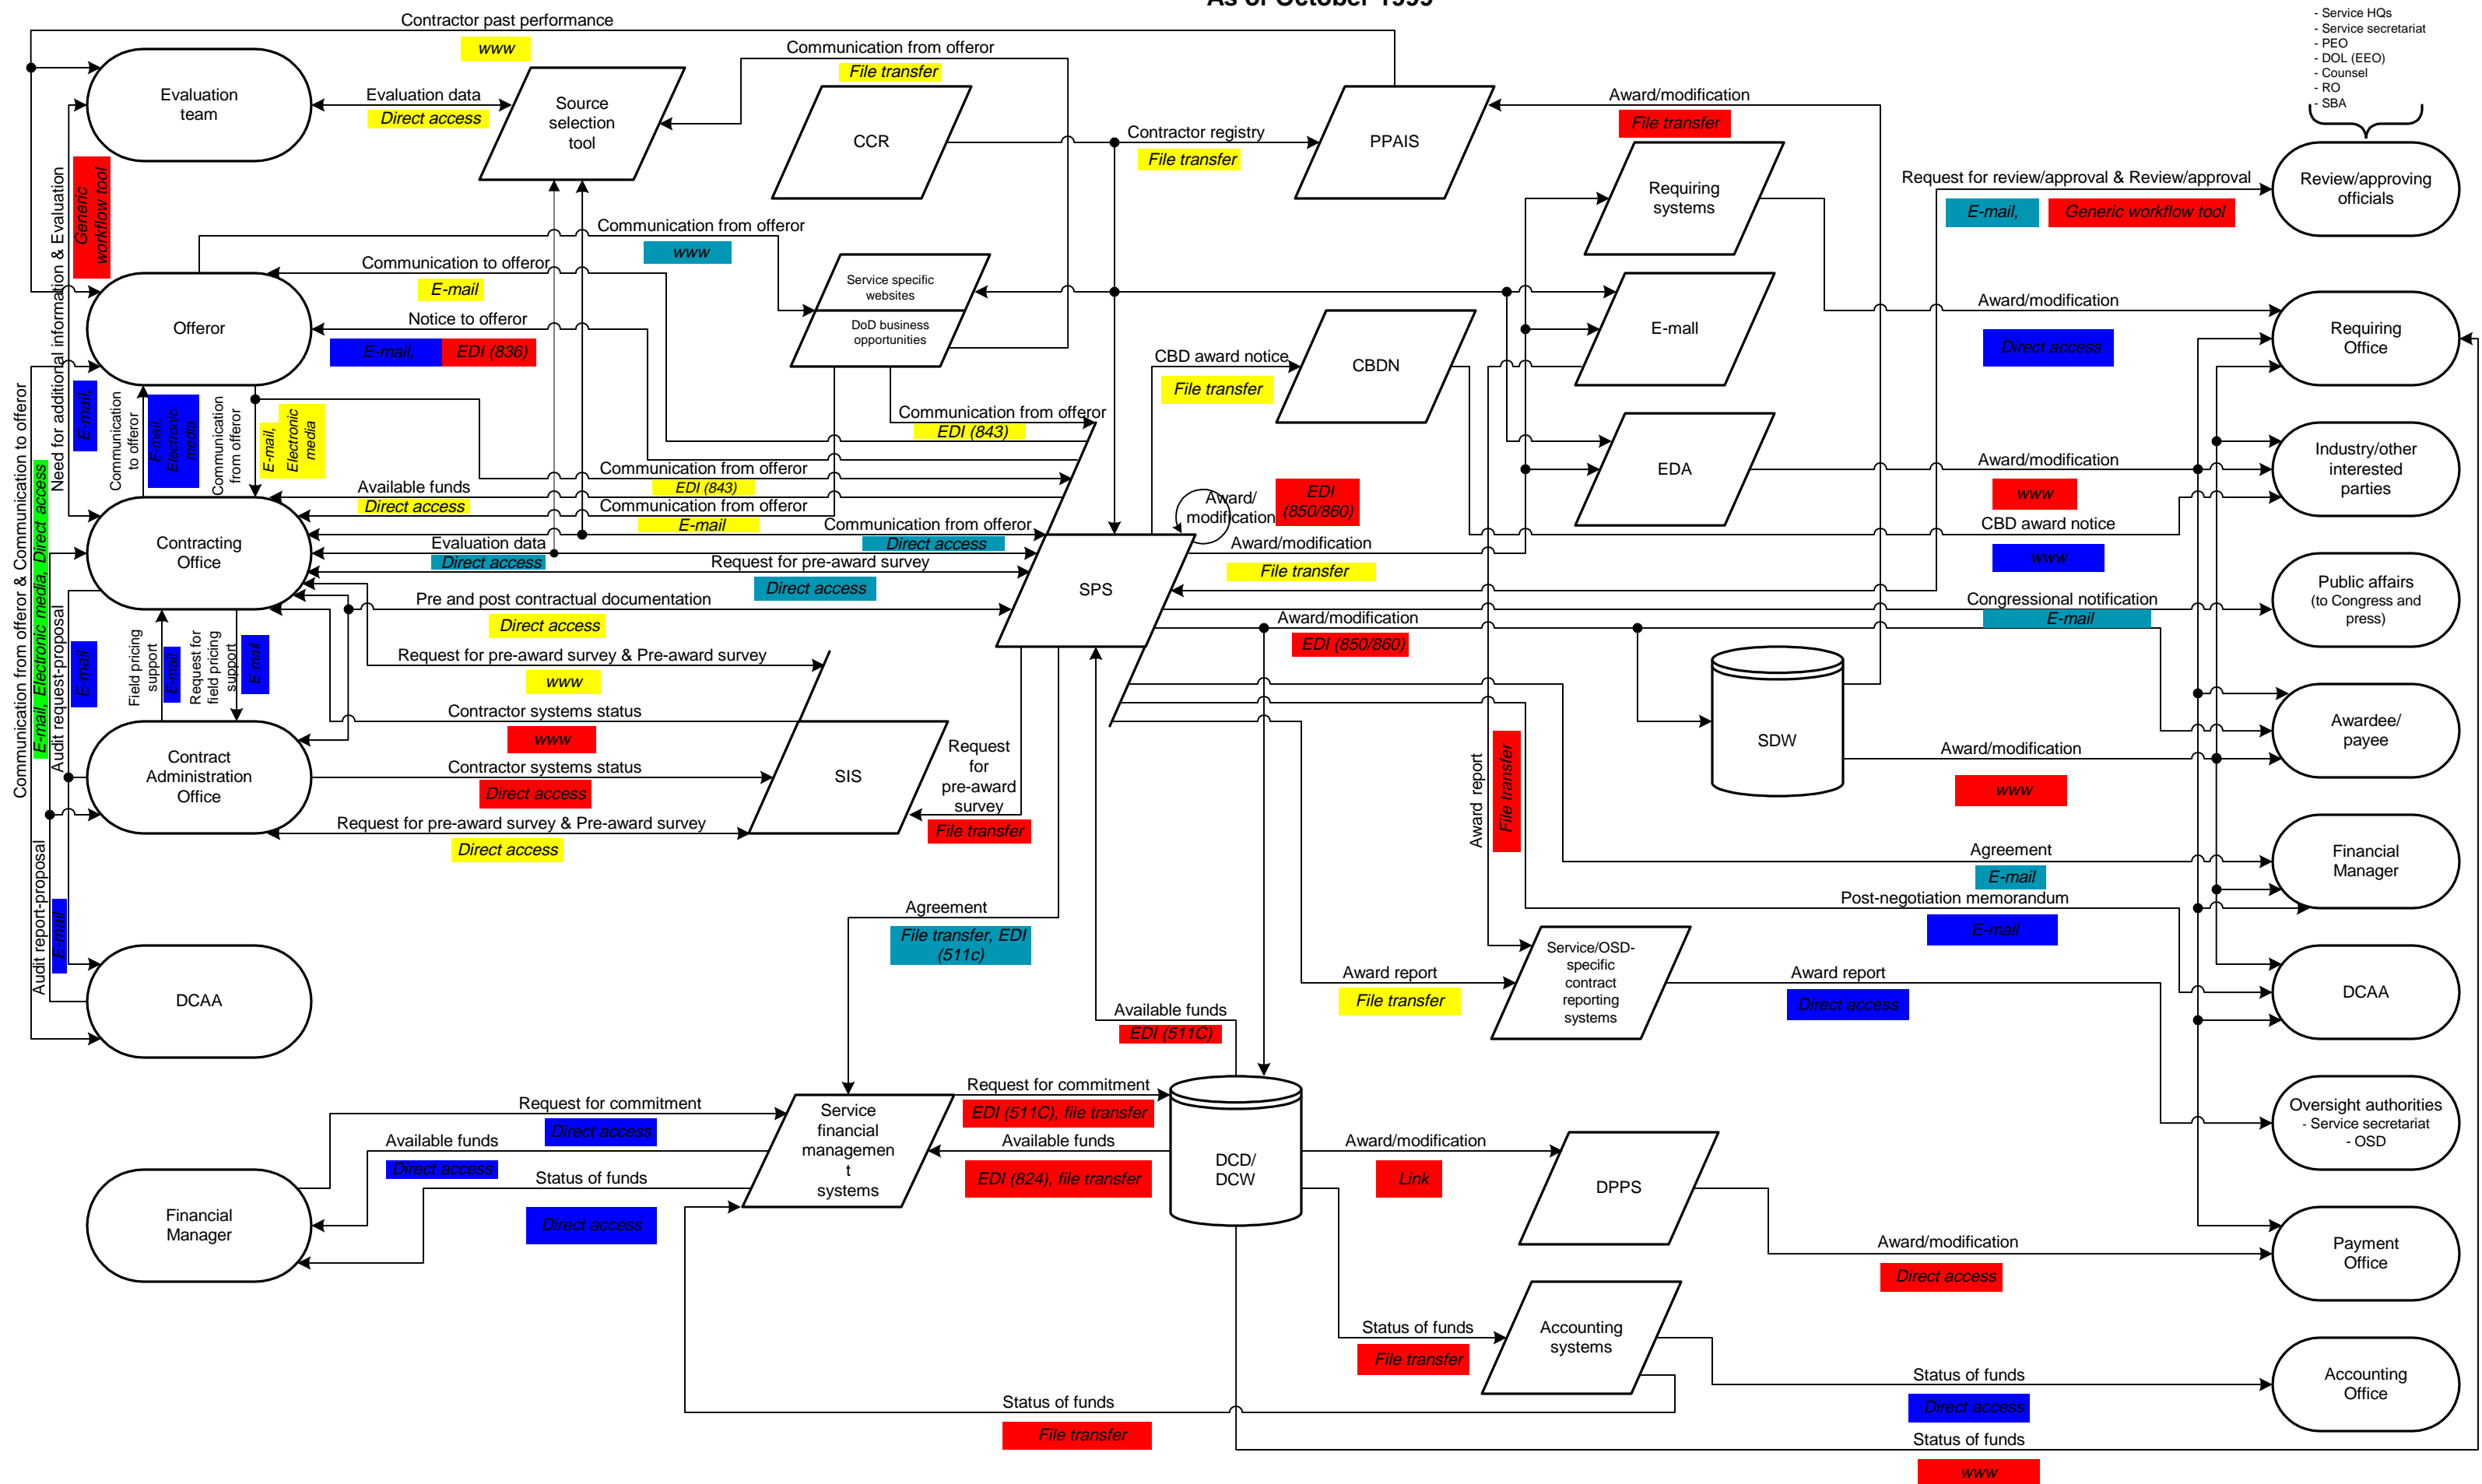 As of October 1999
- Service HQs
- Service secretariat
- PEO
- DOL (EEO)
- Counsel
- RO
- SBA
Contractor past performance
www
Communication from offeror
File transfer
Evaluation
team
Evaluation data
Direct access
Source
selection
tool
CCR
Contractor registry
File transfer
PPAIS
Award/modification
File transfer
Requiring
systems
Request for review/approval & Review/approval
E-mail,
Generic workflow tool
Review/approving
officials
Need for additional information & Evaluation
Generic
workflow tool
E-mail,
Communication from offeror
www
Communication to offeror
E-mail
Service specific
websites
DoD business
opportunities
Offeror
Notice to offeror
E-mail,
EDI (836)
E-mall
Award/modification
Direct access
Requiring
Office
CBD award notice
File transfer
CBDN
Communication
to offeror
E-mail,
Electronic
media
Communication
from offeror
E-mail,
Electronic
media
Communication from offeror
EDI (843)
Communication from offeror
EDI (843)
Available funds
Direct access
Communication from offeror
E-mail
EDA
Award/modification
www
Industry/other
interested
parties
CBD award notice
www
Award/
modification
EDI
(850/860)
Communication from offeror
Direct access
Contracting
Office
Evaluation data
Direct access
Request for pre-award survey
Direct access
SPS
Award/modification
File transfer
Pre and post contractual documentation
Direct access
Congressional notification
E-mail
Public affairs
(to Congress and
press)
Award/modification
EDI (850/860)
Communication from offeror & Communication to offeror
E-mail, Electronic media, Direct access
Audit request-proposal
E-mail
Field pricing
support
E-mail
Request for
field pricing
support
E-mail
Request for pre-award survey & Pre-award survey
www
Contractor systems status
www
Contract
Administration
Office
Contractor systems status
Direct access
SIS
Request
for
pre-award
survey
File transfer
Request for pre-award survey & Pre-award survey
Direct access
Award report
File transfer
SDW
Award/modification
www
Awardee/
payee
Agreement
E-mail
Financial
Manager
Post-negotiation memorandum
E-mail
Audit report-proposal
E-mail
DCAA
Agreement
File transfer, EDI
(511c)
Award report
File transfer
Service/OSD-
specific
contract
reporting
systems
Award report
Direct access
DCAA
Available funds
EDI (511C)
Request for commitment
Direct access
Service
financial
managemen
t
systems
Request for commitment
EDI (511C), file transfer
Available funds
Direct access
Available funds
EDI (824), file transfer
DCD/
DCW
Award/modification
Link
DPPS
Oversight authorities
- Service secretariat
- OSD
Status of funds
Direct access
Financial
Manager
Award/modification
Direct access
Payment
Office
Status of funds
File transfer
Accounting
systems
Status of funds
Direct access
Accounting
Office
Status of funds
File transfer
Status of funds
www